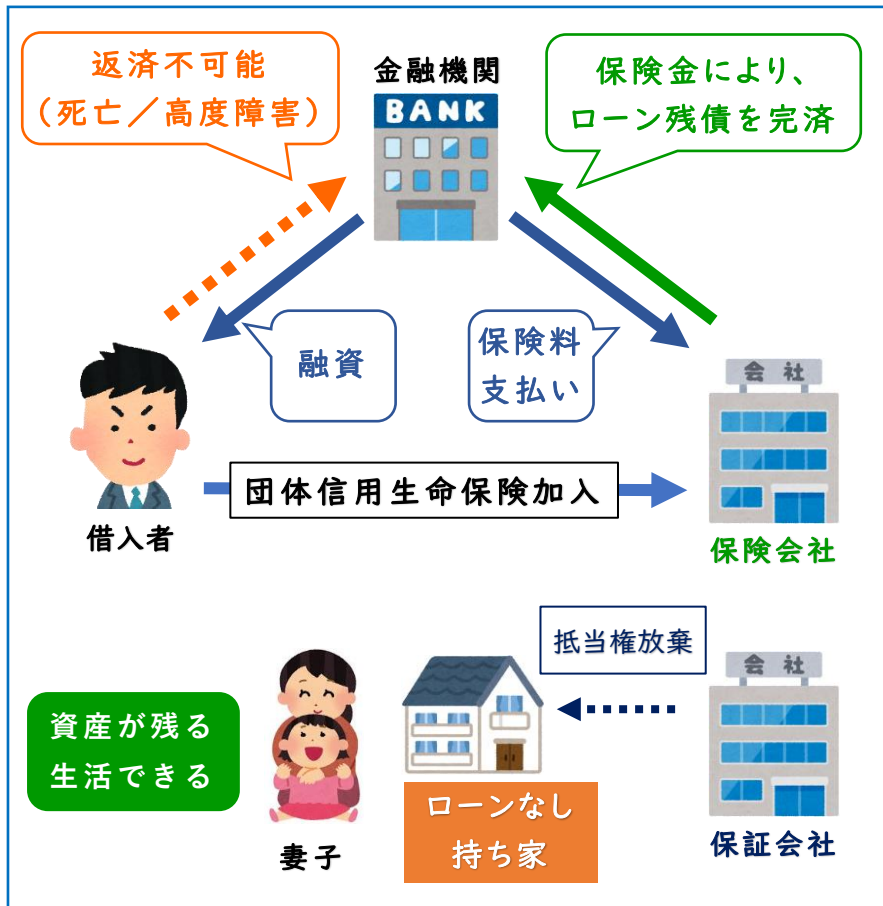 返済不可能
（死亡／高度障害）
金融機関
BANK
保険金により、
ローン残債を完済
融資
保険料
支払い
会社
団体信用生命保険加入
借入者
保険会社
抵当権放棄
会社
資産が残る
生活できる
ローンなし
持ち家
妻子
保証会社